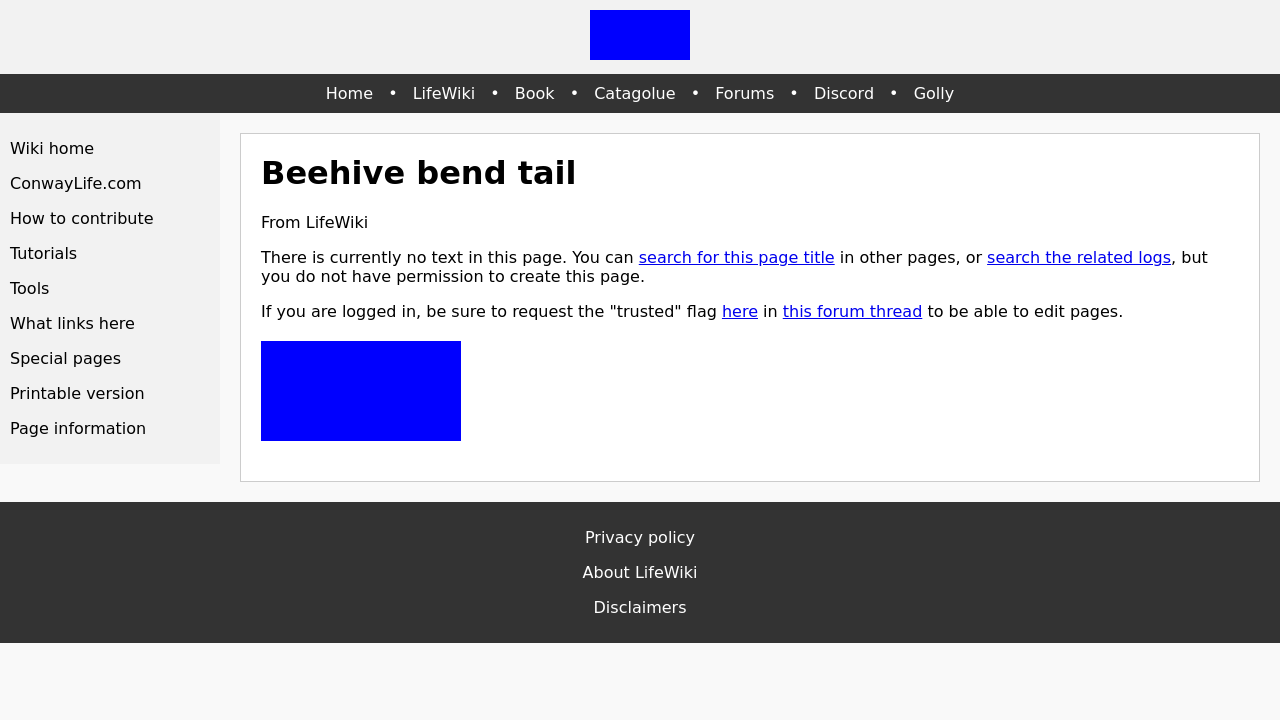 Home • LifeWiki • Book • Catagolue • Forums • Discord • Golly
Wiki home
ConwayLife.com
How to contribute
Tutorials
Tools
What links here
Special pages
Printable version
Page information
Beehive bend tail
From LifeWiki
There is currently no text in this page. You can search for this page title in other pages, or search the related logs, but
you do not have permission to create this page.
If you are logged in, be sure to request the "trusted" flag here in this forum thread to be able to edit pages.
Privacy policy
About LifeWiki
Disclaimers